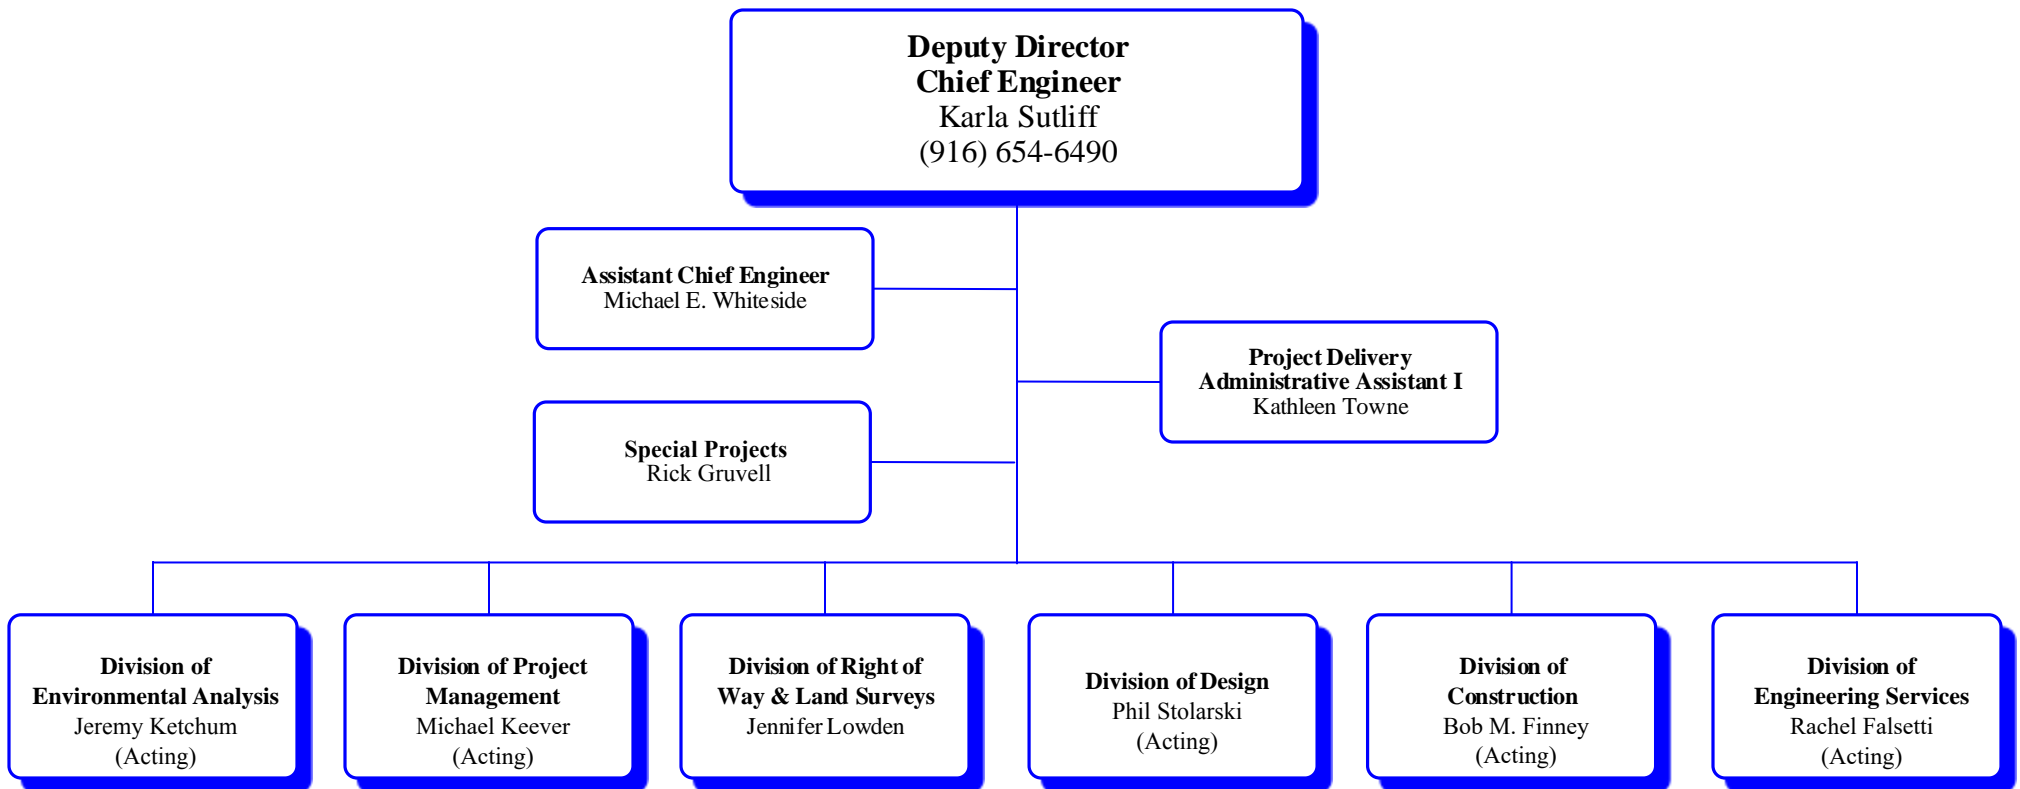 Deputy Director
Chief Engineer
Karla Sutliff
(916) 654-6490
Assistant Chief Engineer
Michael E. Whiteside
Project Delivery
Administrative Assistant I
Kathleen Towne
Special Projects
Rick Gruvell
Division of
Environmental Analysis
Jeremy Ketchum
(Acting)
Division of Project
Management
Michael Keever
(Acting)
Division of Right of
Way & Land Surveys
Jennifer Lowden
Division of Design
Phil Stolarski
(Acting)
Division of
Construction
Bob M. Finney
(Acting)
Division of
Engineering Services
Rachel Falsetti
(Acting)